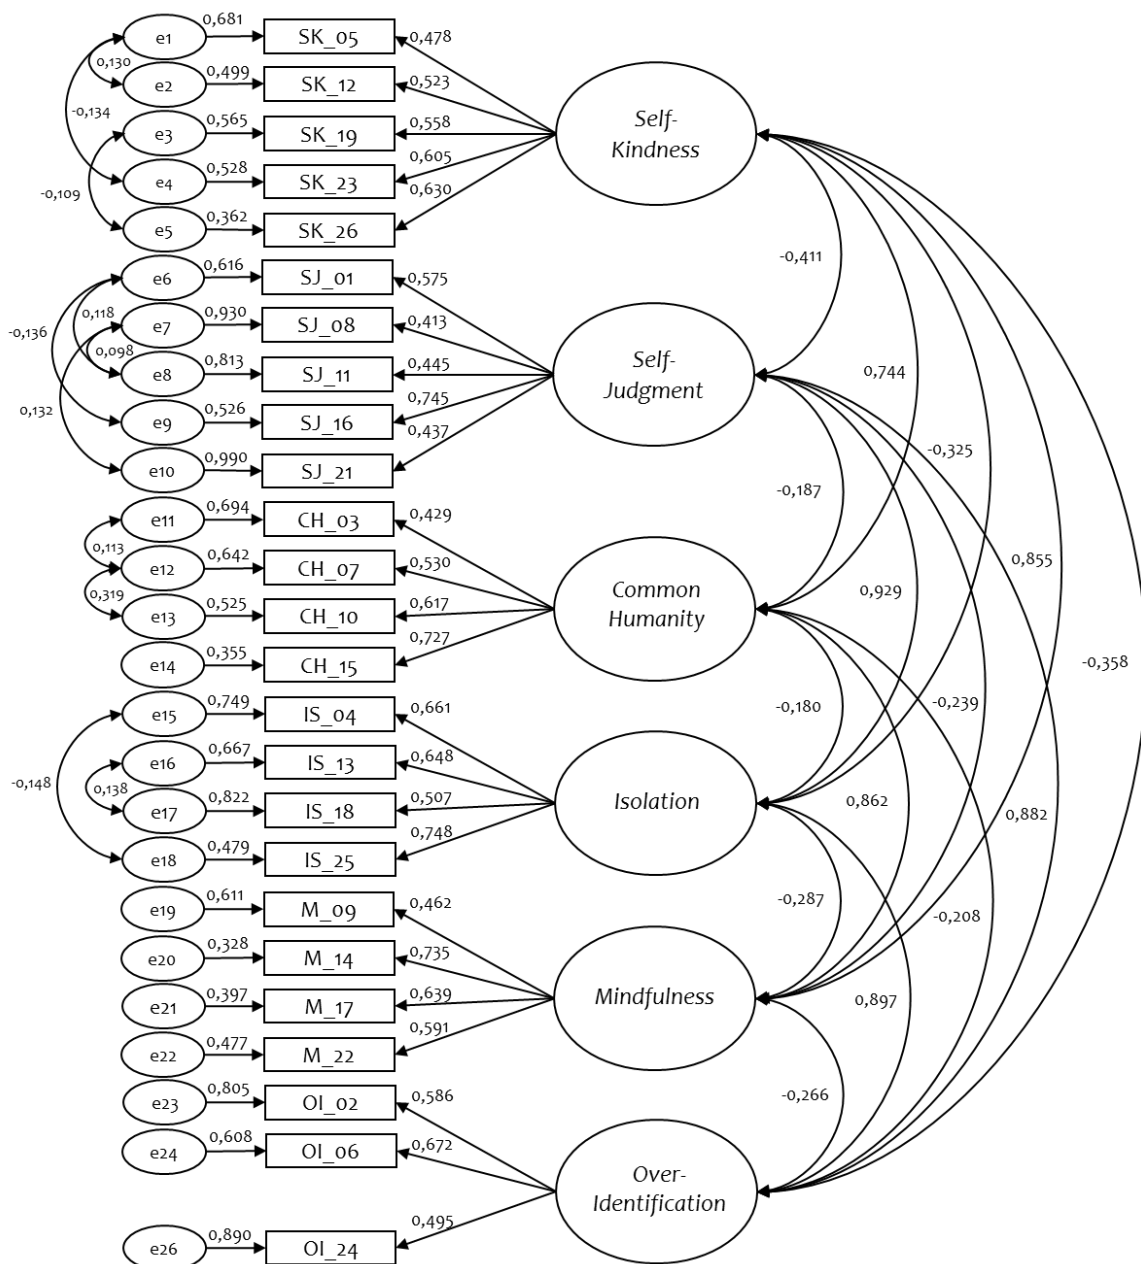 e1 0,681 SK_05 0,478
0,130
e2 0,499 SK_12 0,523
-0,134
e3 0,565 SK_19 0,558
Self-
Kindness
e4 0,528 SK_23 0,605
-0,109
e5 0,362 SK_26 0,630
-0,411
e6 0,616 SJ_01 0,575
0,118
-0,136
e7 0,930 SJ_08 0,413
0,098
e8 0,813 SJ_11 0,445
Self-
Judgment
0,744
0,132
e9 0,526 SJ_16 0,745
-0,325
e10 0,990 SJ_21 0,437
-0,187
e11 0,694 CH_03 0,429
0,113
e12 0,642 CH_07 0,530
0,855
0,319
Common
Humanity
0,929
e13 0,525 CH_10 0,617
e14 0,355 CH_15 0,727
-0,358
e15 0,749 IS_04 0,661
-0,180
-0,239
e16 0,667 IS_13 0,648
-0,148
0,138
e17 0,822 IS_18 0,507
Isolation
0,862
0,882
e18 0,479 IS_25 0,748
e19 0,611 M_09 0,462
-0,287
-0,208
e20 0,328 M_14 0,735
e21 0,397 M_17 0,639
Mindfulness
0,897
e22 0,477 M_22 0,591
e23 0,805 OI_02 0,586
-0,266
e24 0,608 OI_06 0,672
Over-
Identification
e26 0,890 OI_24 0,495